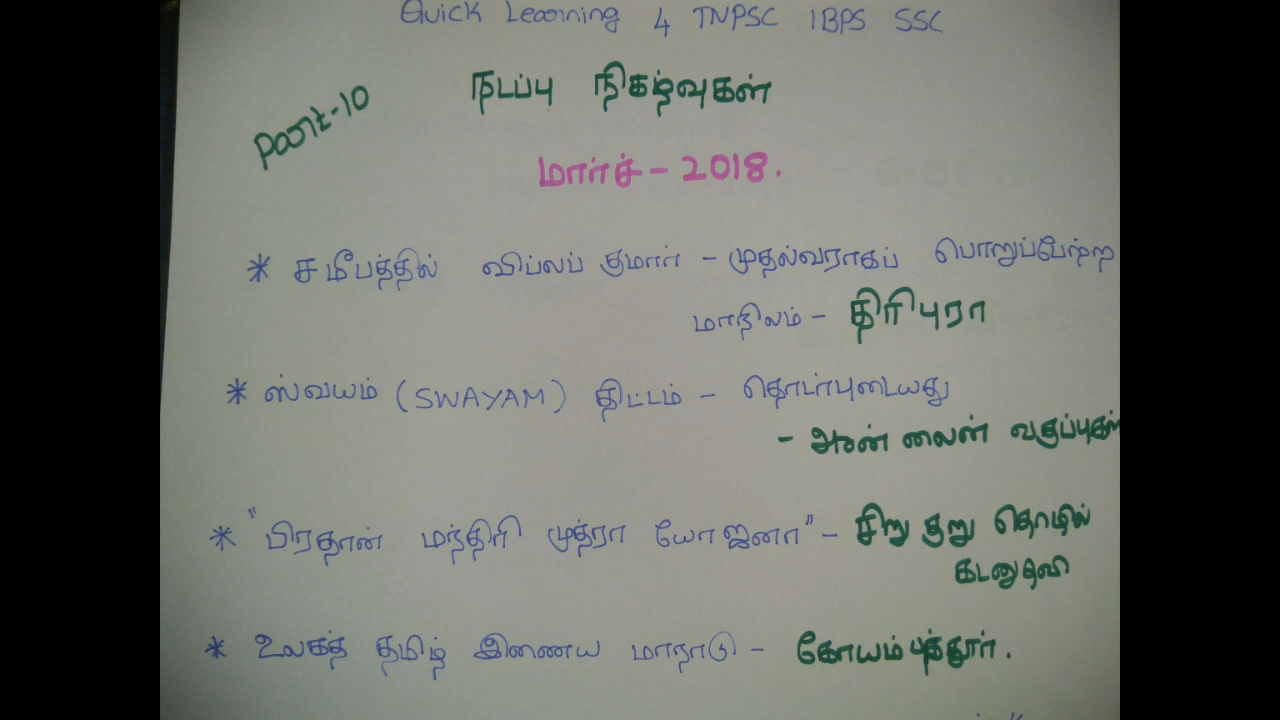 Quick Learning 4 TNPSC IBPS SSC
நடப்பு நிகழ்வுகள்
Part-10
மார்ச் - 2018.
* சமீபத்தில் விப்லப் குமார் - முதல்வராகப் பொறுப்பேற்ற
மாநிலம் - திரிபுரா
* ஸ்வயம் (SWAYAM) திட்டம் - தொடர்புடையது
- ஆன் லைன் வகுப்புகள்
* "பிரதான் மந்திரி முத்ரா யோஜனா" - சிறு குறு தொழில்
கடனுதவி
* உலகத் தமிழ் இணைய மாநாடு - கோயம்புத்தூர்.